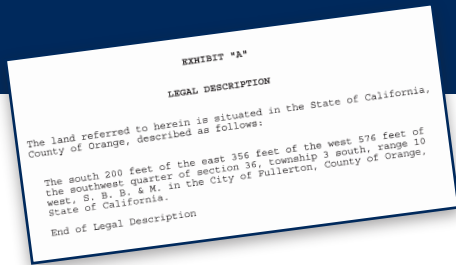 EXHIBIT "A"
LEGAL DESCRIPTION
The land referred to herein is situated in the State of California,
County of Orange, described as follows:
The south 200 feet of the east 356 feet of the west 576 feet of
the southwest quarter of section 36, township 3 south, range 10
west, S. B. B. & M. in the City of Fullerton, County of Orange,
State of California.
End of Legal Description